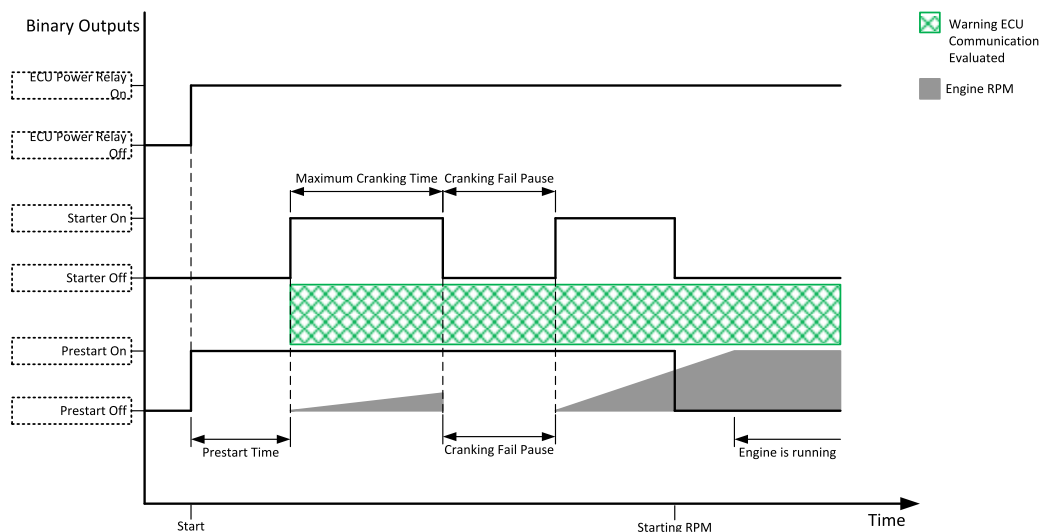 Binary Outputs
Warning ECU
Communication
Evaluated
Engine RPM
ECU Power Relay
On
ECU Power Relay
Off
Maximum Cranking Time
Cranking Fail Pause
Starter On
Starter Off
Prestart On
Prestart Off
Prestart Time
Cranking Fail Pause
Engine is running
Start
Starting RPM
Time